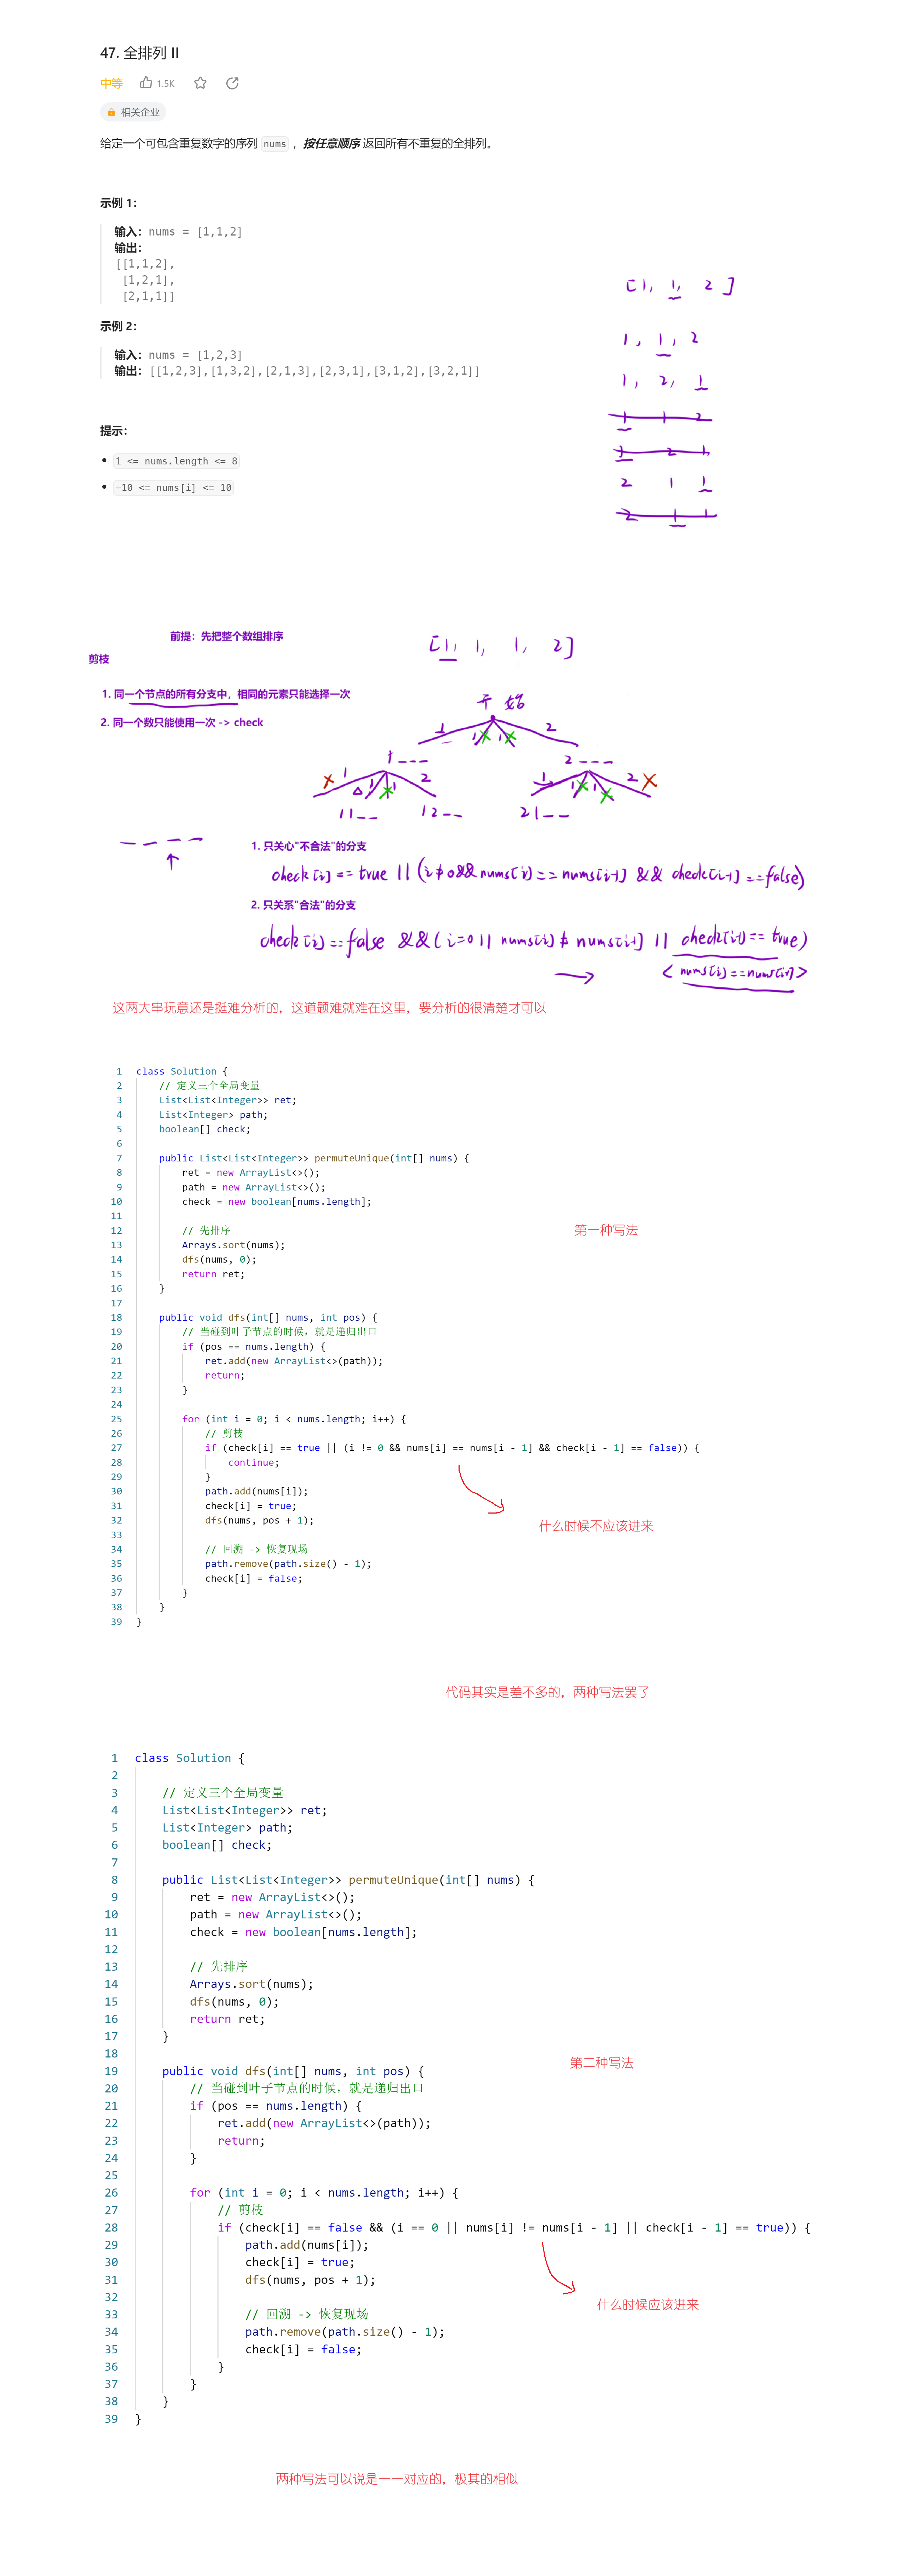 47. 全排列 II
中等 1.5K
相关企业
给定一个可包含重复数字的序列 nums ，按任意顺序 返回所有不重复的全排列。
示例 1：
输入：nums = [1,1,2]
输出：
[[1,1,2],
[1,2,1],
[2,1,1]]
示例 2：
输入：nums = [1,2,3]
输出：[[1,2,3],[1,3,2],[2,1,3],[2,3,1],[3,1,2],[3,2,1]]
提示：
• 1 <= nums.length <= 8
• -10 <= nums[i] <= 10
[1, 1, 2]
1, 1, 2
1, 2, 1
1 1 2
1 2 1
2 1 1
2 1 1
前提：先把整个数组排序
剪枝
1. 同一个节点的所有分支中，相同的元素只能选择一次
2. 同一个数只能使用一次 -> check
[1, 1, 1, 2]
开始
1 1 1 2
1 _ _ _ 2 _ _ _
1 1 1 2 1 1 1 2
11 _ _ 12 _ _ 21 _ _
1. 只关心"不合法"的分支
check[i] == true || (i ≠ 0 && nums[i] == nums[i-1] && check[i-1] == false)
2. 只关系"合法"的分支
check[i] == false && (i=0 || nums[i] ≠ nums[i-1] || check[i-1] == true)
< nums[i] == nums[i-1] >
这两大串玩意还是挺难分析的，这道题难就难在这里，要分析的很清楚才可以
1 class Solution {
2 // 定义三个全局变量
3 List<List<Integer>> ret;
4 List<Integer> path;
5 boolean[] check;
6
7 public List<List<Integer>> permuteUnique(int[] nums) {
8 ret = new ArrayList<>();
9 path = new ArrayList<>();
10 check = new boolean[nums.length];
11
12 // 先排序
第一种写法
13 Arrays.sort(nums);
14 dfs(nums, 0);
15 return ret;
16 }
17
18 public void dfs(int[] nums, int pos) {
19 // 当碰到叶子节点的时候，就是递归出口
20 if (pos == nums.length) {
21 ret.add(new ArrayList<>(path));
22 return;
23 }
24
25 for (int i = 0; i < nums.length; i++) {
26 // 剪枝
27 if (check[i] == true || (i != 0 && nums[i] == nums[i - 1] && check[i - 1] == false)) {
28 continue;
29 }
30 path.add(nums[i]);
31 check[i] = true;
32 dfs(nums, pos + 1);
什么时候不应该进来
33
34 // 回溯 -> 恢复现场
35 path.remove(path.size() - 1);
36 check[i] = false;
37 }
38 }
39 }
代码其实是差不多的，两种写法罢了
1 class Solution {
2
3 // 定义三个全局变量
4 List<List<Integer>> ret;
5 List<Integer> path;
6 boolean[] check;
7
8 public List<List<Integer>> permuteUnique(int[] nums) {
9 ret = new ArrayList<>();
10 path = new ArrayList<>();
11 check = new boolean[nums.length];
12
13 // 先排序
14 Arrays.sort(nums);
15 dfs(nums, 0);
16 return ret;
17 }
18
第二种写法
19 public void dfs(int[] nums, int pos) {
20 // 当碰到叶子节点的时候，就是递归出口
21 if (pos == nums.length) {
22 ret.add(new ArrayList<>(path));
23 return;
24 }
25
26 for (int i = 0; i < nums.length; i++) {
27 // 剪枝
28 if (check[i] == false && (i == 0 || nums[i] != nums[i - 1] || check[i - 1] == true)) {
29 path.add(nums[i]);
30 check[i] = true;
31 dfs(nums, pos + 1);
32
什么时候应该进来
33 // 回溯 -> 恢复现场
34 path.remove(path.size() - 1);
35 check[i] = false;
36 }
37 }
38 }
39 }
两种写法可以说是一一对应的，极其的相似